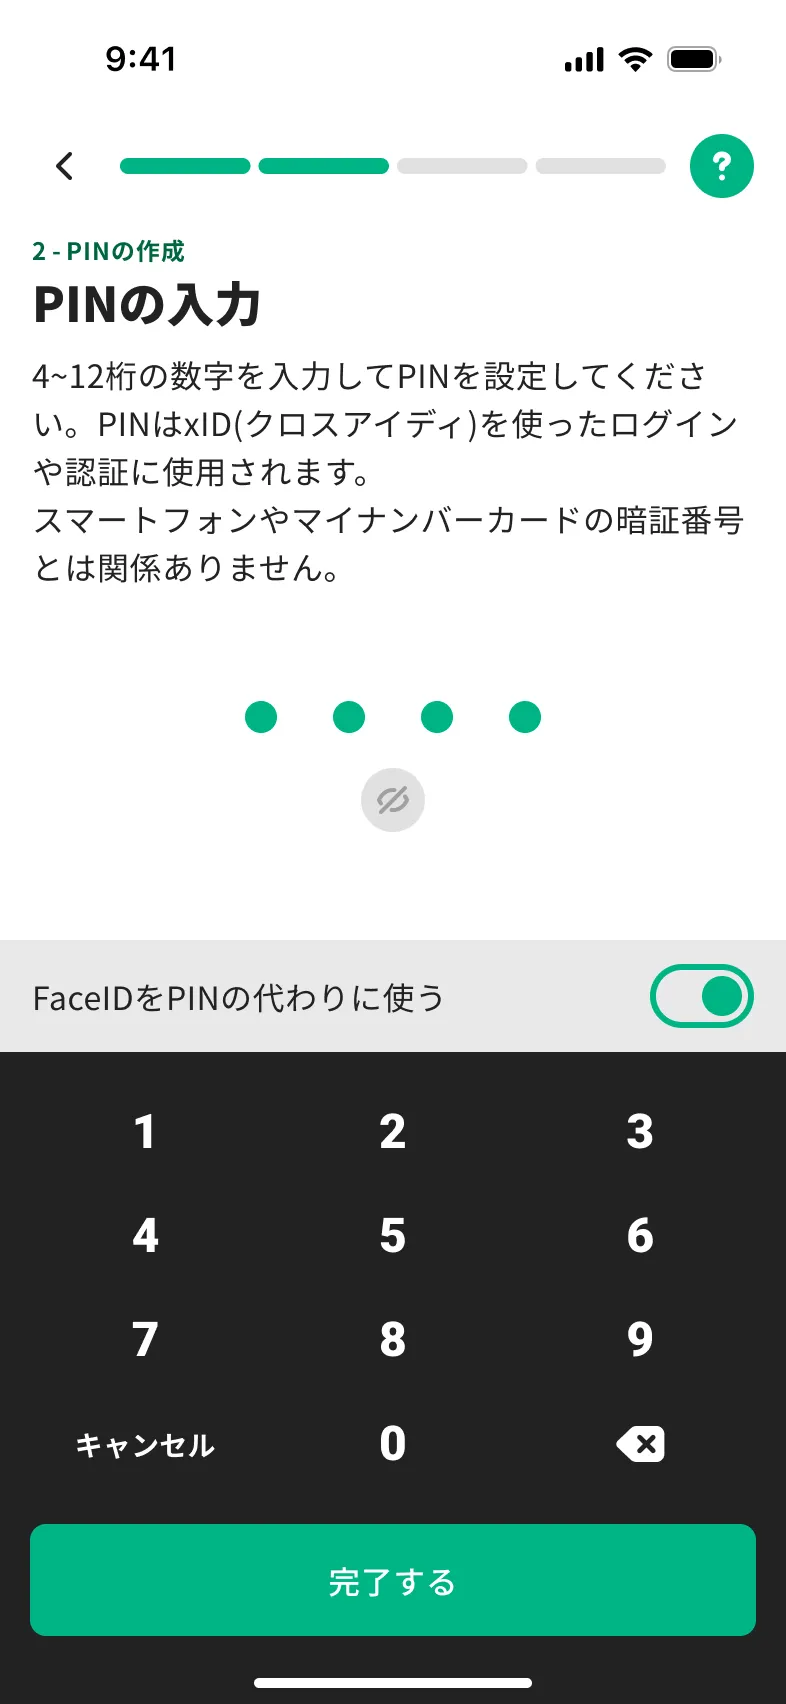 9:41
?
2 - PINの作成
PINの入力
4~12桁の数字を入力してPINを設定してくださ
い。PINはxID(クロスアイディ)を使ったログイン
や認証に使用されます。
スマートフォンやマイナンバーカードの暗証番号
とは関係ありません。
FaceIDをPINの代わりに使う
1 2 3
4 5 6
7 8 9
キャンセル 0
完了する